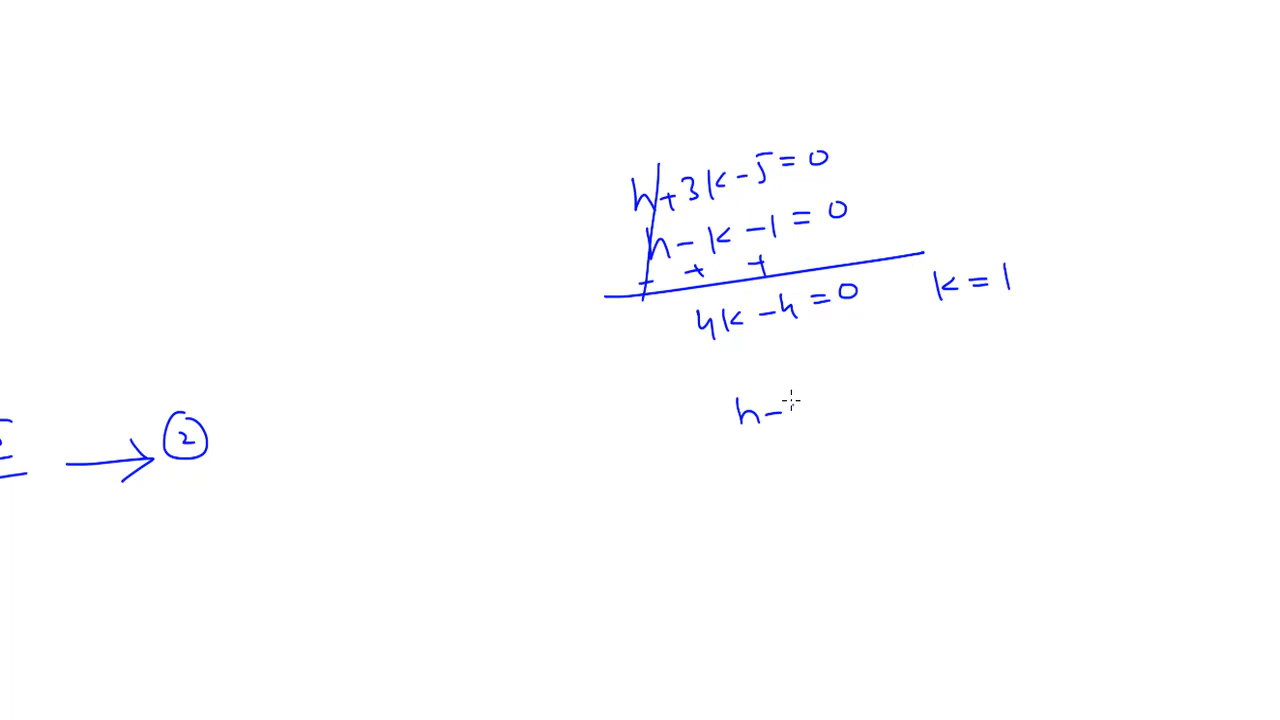 h+3k-5=0
h-k-1=0
- + +
4k-4=0 k=1
h-
→ ②